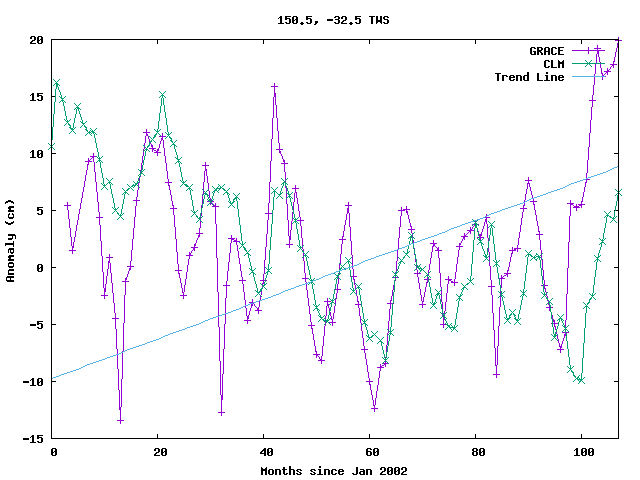 150.5, -32.5 TWS
20
15
10
5
0
-5
-10
-15
Anomaly (cm)
GRACE
CLM
Trend Line
0 20 40 60 80 100
Months since Jan 2002